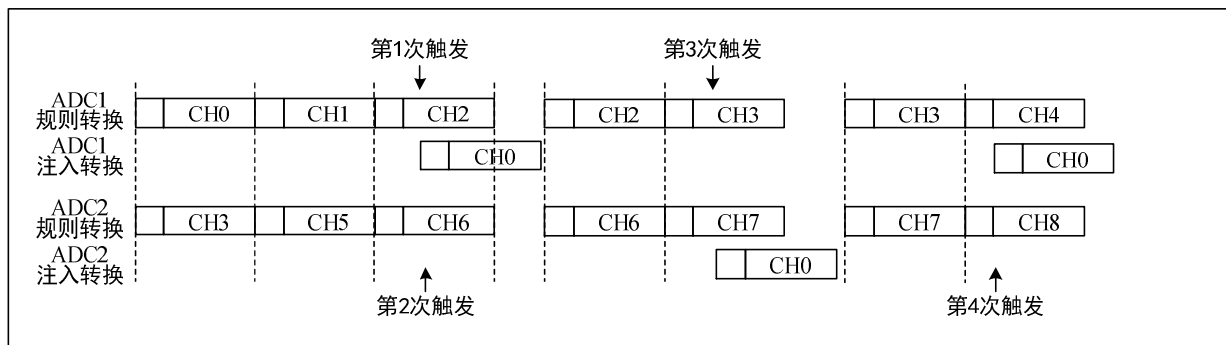 第1次触发 第3次触发
ADC1
规则转换 CH0 CH1 CH2 CH2 CH3 CH3 CH4
ADC1
注入转换 CH0 CH0
ADC2
规则转换 CH3 CH5 CH6 CH6 CH7 CH7 CH8
ADC2
注入转换 CH0
第2次触发 第4次触发